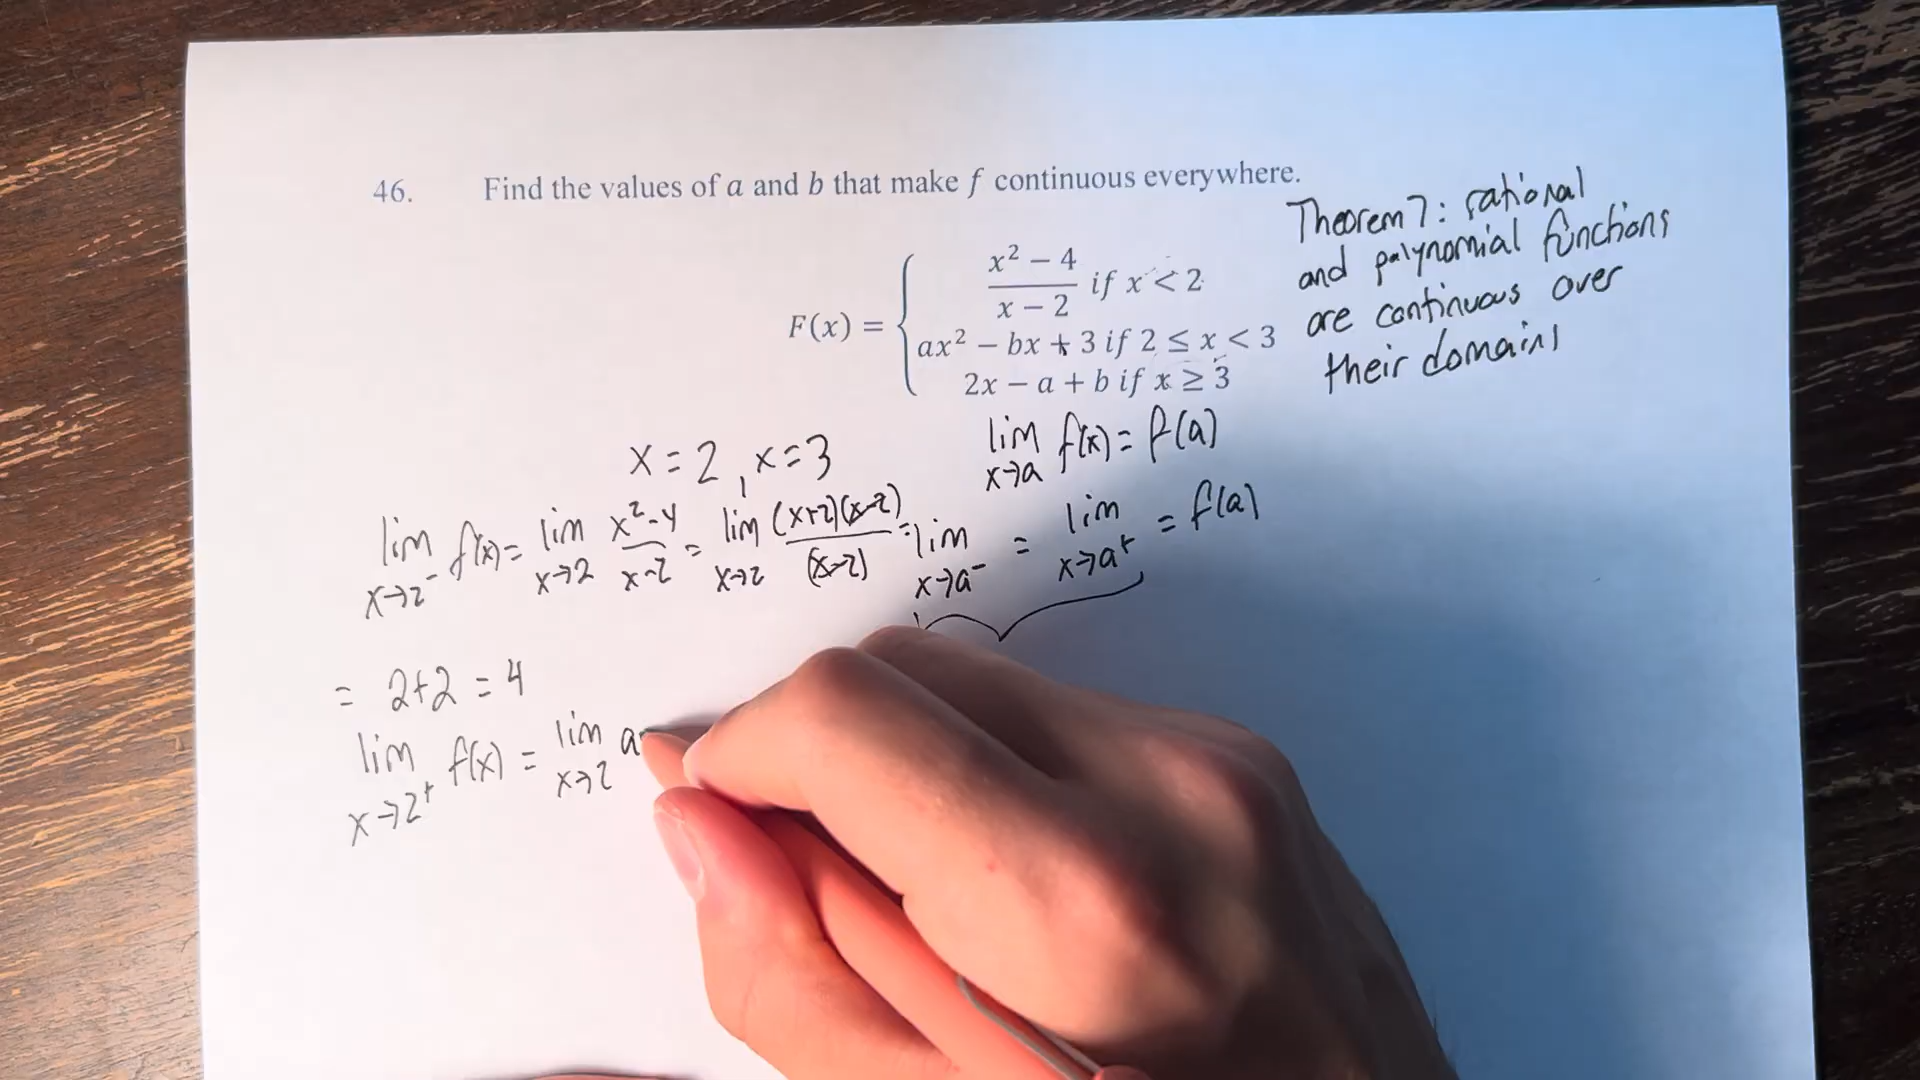 46. Find the values of a and b that make f continuous everywhere.
Theorem 7: rational
and polynomial functions
are continuous over
their domains
F(x) = { (x² − 4)/(x − 2) if x < 2
ax² − bx + 3 if 2 ≤ x < 3
2x − a + b if x ≥ 3
lim x→a f(x) = f(a)
x = 2, x = 3
lim x→2⁻ f(x) = lim x→2 (x²-4)/(x-2) = lim x→2 (x+2)(x-2)/(x-2) =
lim x→a⁻ = lim x→a⁺ = f(a)
= 2+2 = 4
lim x→2⁺ f(x) = lim x→2 a